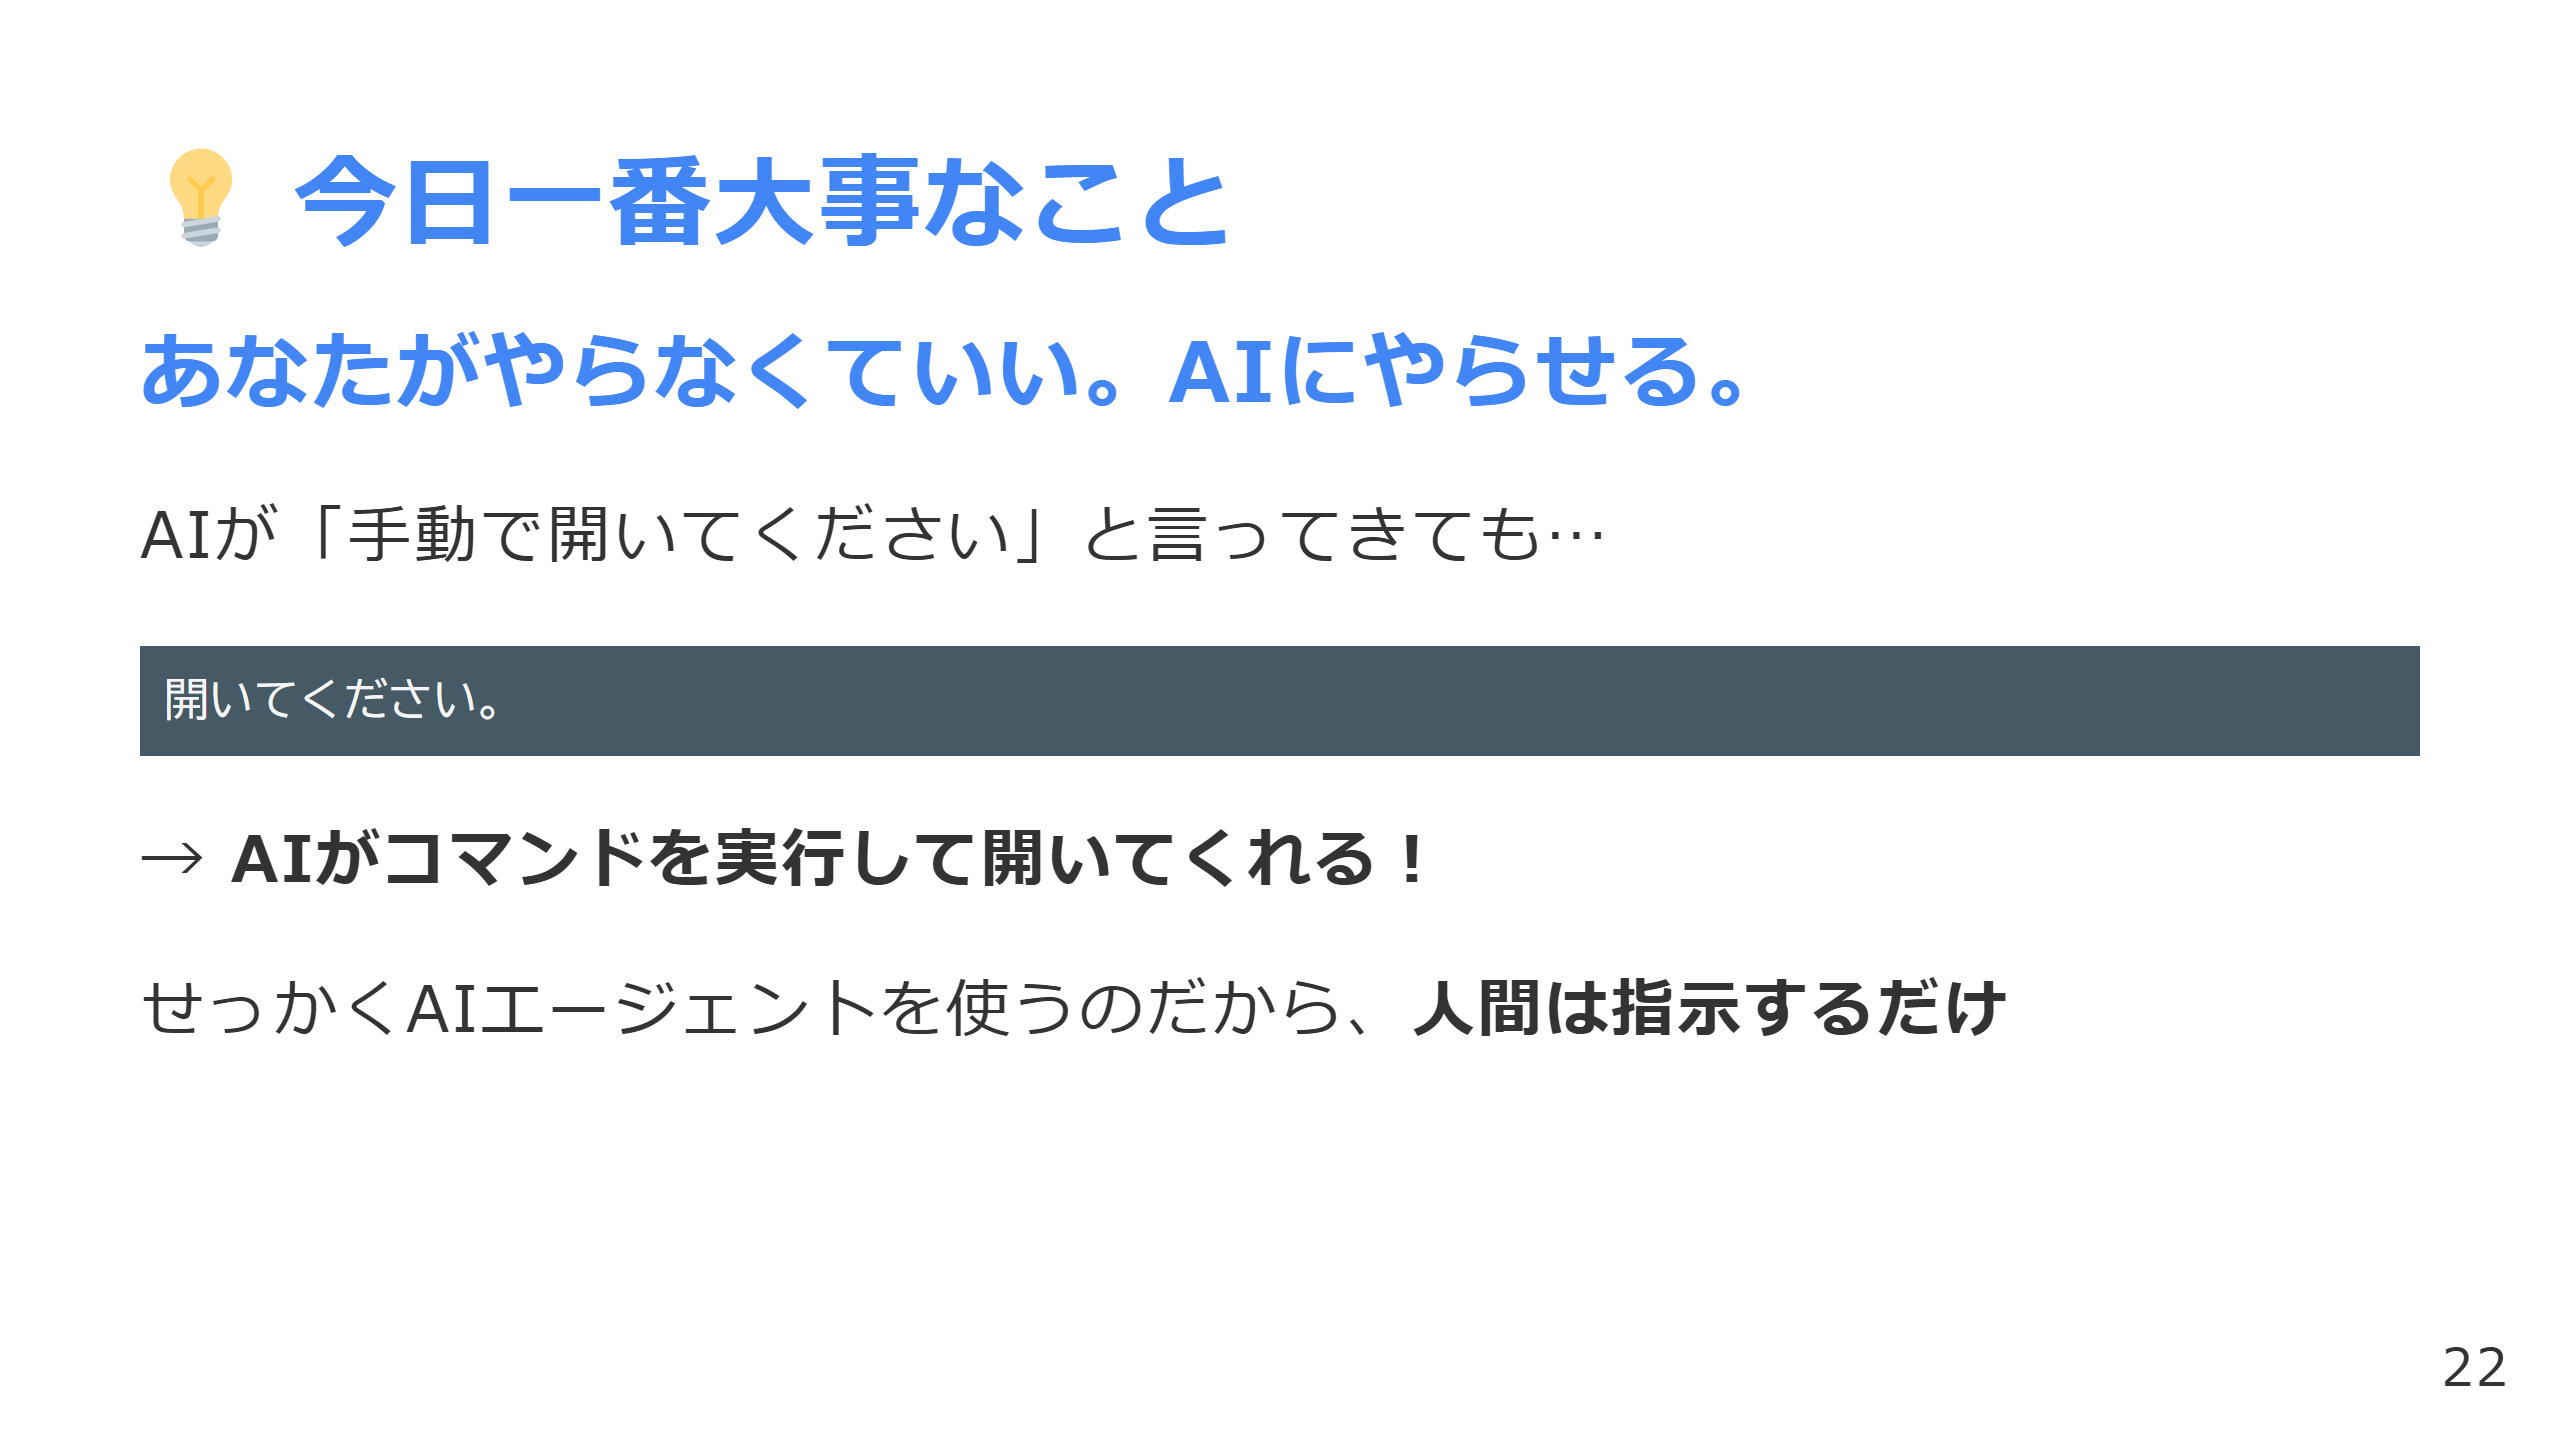 💡 今日一番大事なこと
あなたがやらなくていい。AIにやらせる。
AIが「手動で開いてください」と言ってきても…
開いてください。
→ AIがコマンドを実行して開いてくれる！
せっかくAIエージェントを使うのだから、人間は指示するだけ
22